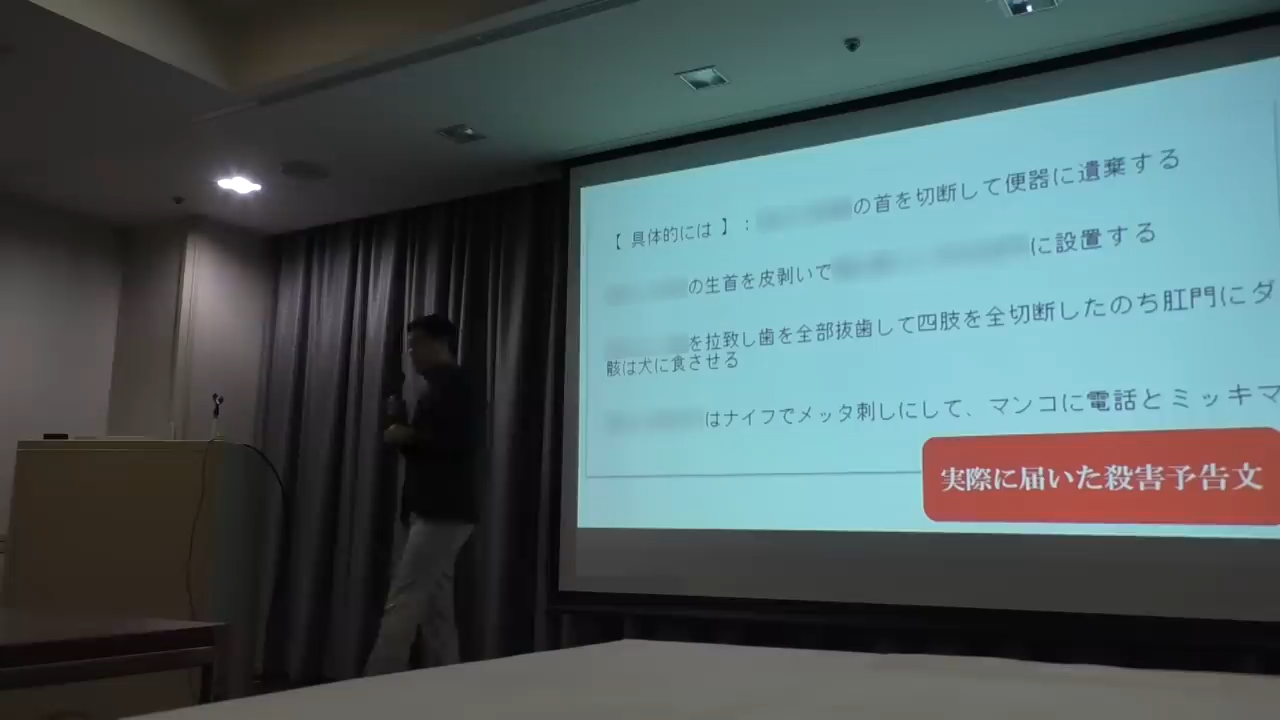 【 具体的には 】： の首を切断して便器に遺棄する
の生首を皮剥いで に設置する
を拉致し歯を全部抜歯して四肢を全切断したのち肛門にダ
骸は犬に食させる
はナイフでメッタ刺しにして、マンコに電話とミッキマ
実際に届いた殺害予告文